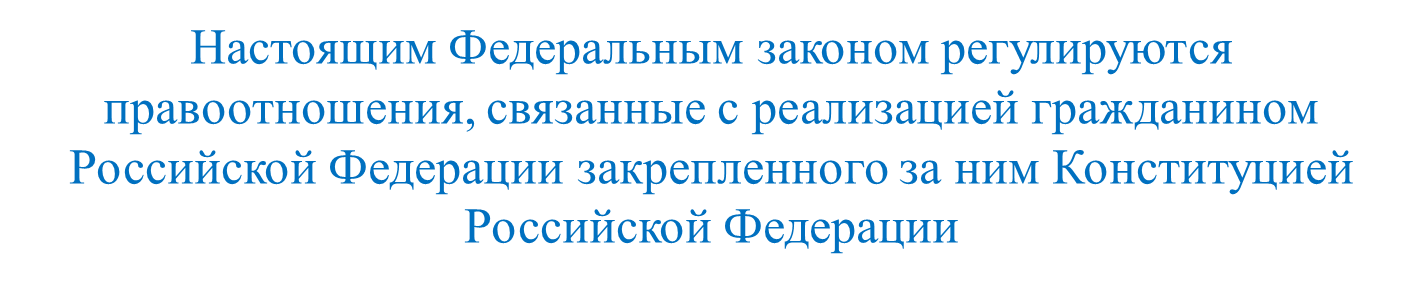 Настоящим Федеральным законом регулируются
правоотношения, связанные с реализацией гражданином
Российской Федерации закрепленного за ним Конституцией
Российской Федерации